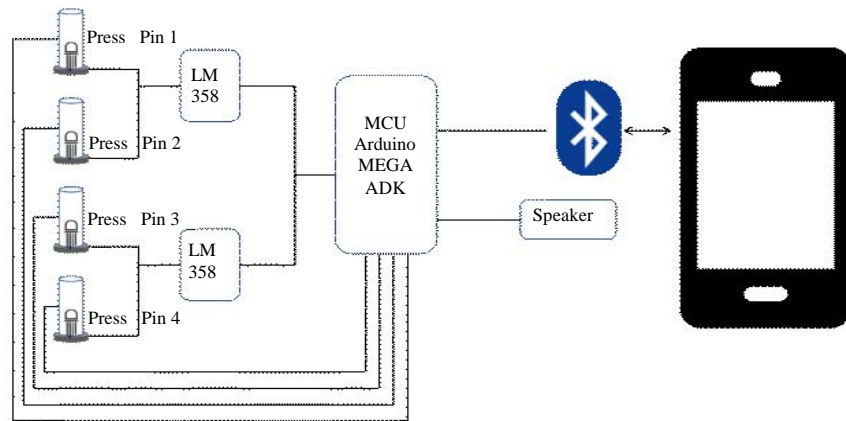 Press Pin 1
LM
358
Press Pin 2
Press Pin 3
LM
358
Press Pin 4
MCU
Arduino
MEGA
ADK
Speaker